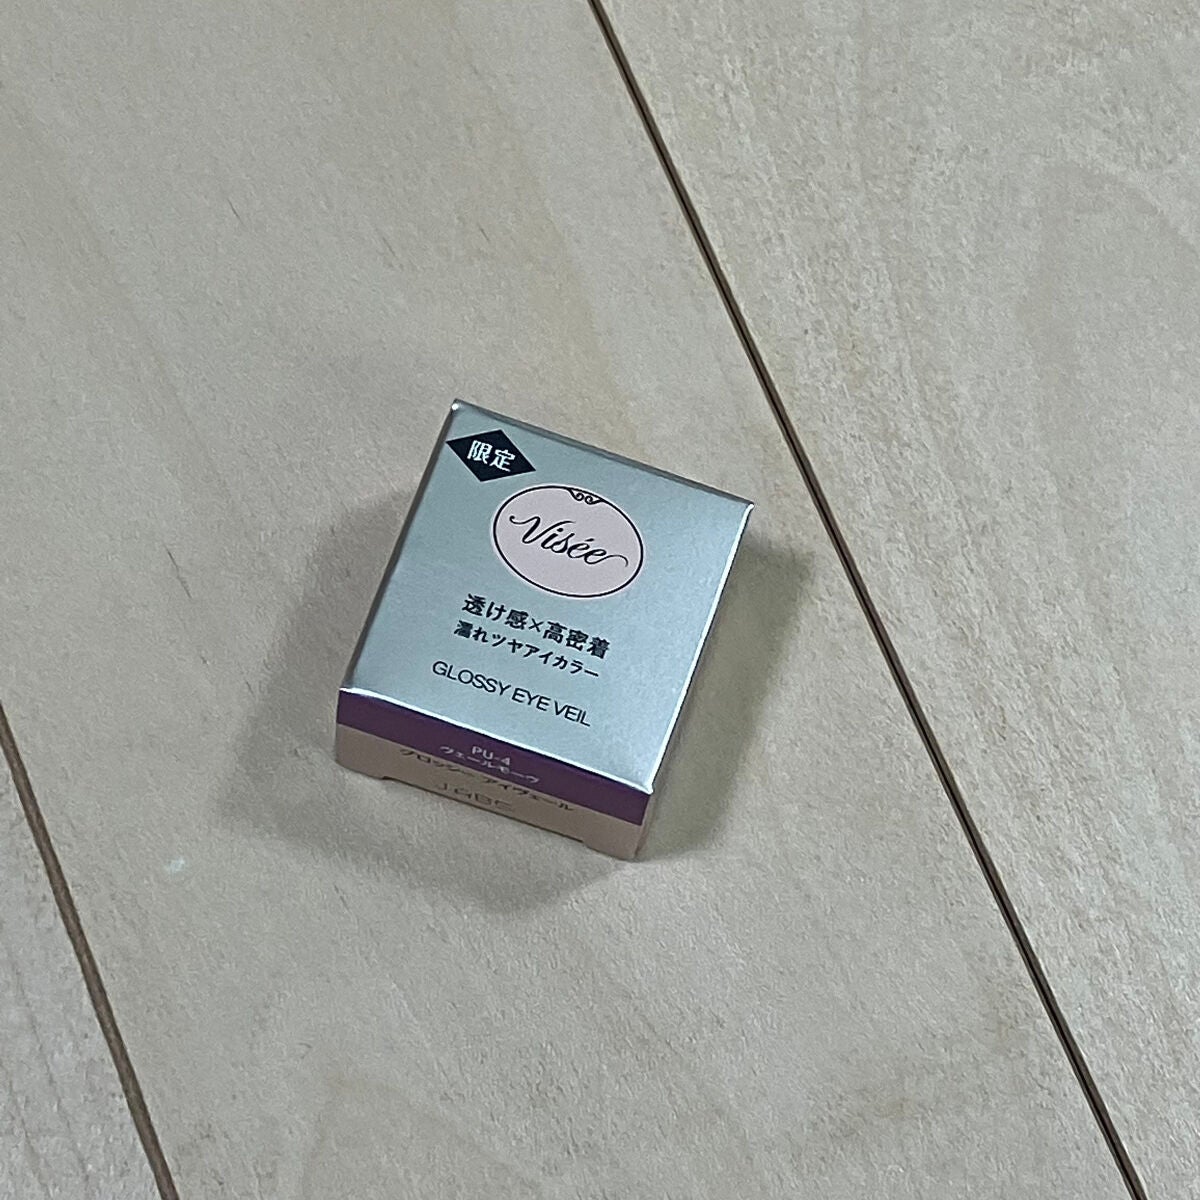 限定
Visée
透け感×高密着
濡れツヤアイカラー
GLOSSY EYE VEIL
PU-4
ヴェールモーヴ
グロッシー アイヴェール